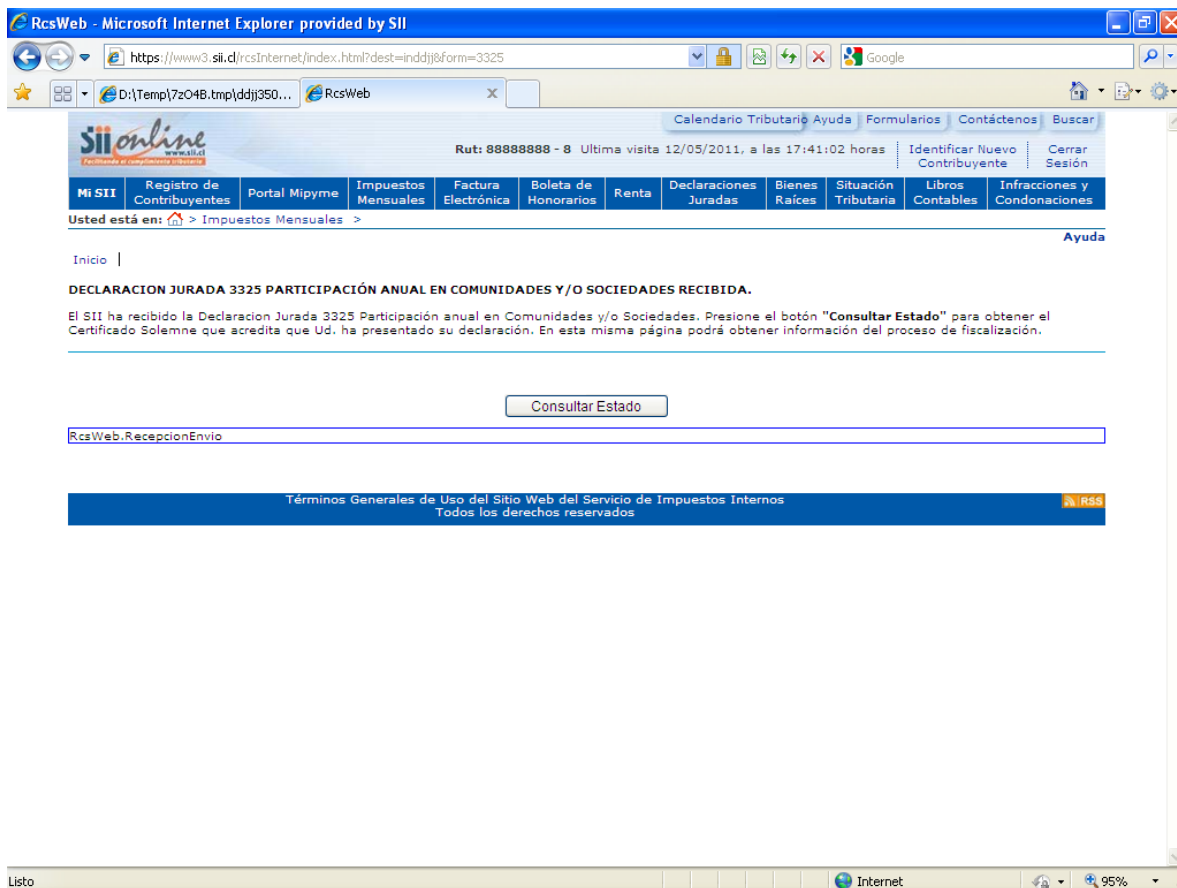 RcsWeb - Microsoft Internet Explorer provided by SII
https://www3.sii.cl/rcsInternet/index.html?dest=inddjj&form=3325
Google
D:\Temp\7zO4B.tmp\ddjj350...
RcsWeb
Calendario Tributario Ayuda Formularios Contáctenos Buscar
Sii online
www.sii.cl
Facilitando el cumplimiento tributario
Rut: 88888888 - 8 Ultima visita 12/05/2011, a las 17:41:02 horas
Identificar Nuevo Contribuyente
Cerrar Sesión
Mi SII
Registro de Contribuyentes
Portal Mipyme
Impuestos Mensuales
Factura Electrónica
Boleta de Honorarios
Renta
Declaraciones Juradas
Bienes Raíces
Situación Tributaria
Libros Contables
Infracciones y Condonaciones
Usted está en: > Impuestos Mensuales >
Ayuda
Inicio |
DECLARACION JURADA 3325 PARTICIPACIÓN ANUAL EN COMUNIDADES Y/O SOCIEDADES RECIBIDA.
El SII ha recibido la Declaracion Jurada 3325 Participación anual en Comunidades y/o Sociedades. Presione el botón "Consultar Estado" para obtener el
Certificado Solemne que acredita que Ud. ha presentado su declaración. En esta misma página podrá obtener información del proceso de fiscalización.
Consultar Estado
RcsWeb.RecepcionEnvio
Términos Generales de Uso del Sitio Web del Servicio de Impuestos Internos
Todos los derechos reservados
RSS
Listo
Internet
95%